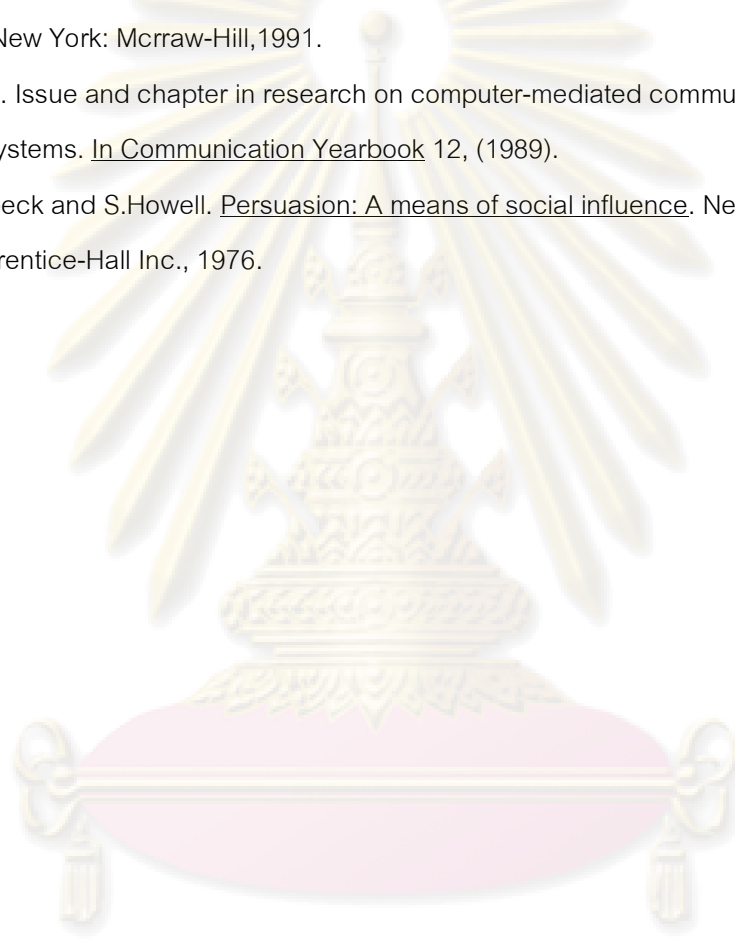 New York: Mcrraw-Hill,1991.
. Issue and chapter in research on computer-mediated commu
ystems. In Communication Yearbook 12, (1989).
eck and S.Howell. Persuasion: A means of social influence. Ne
rentice-Hall Inc., 1976.